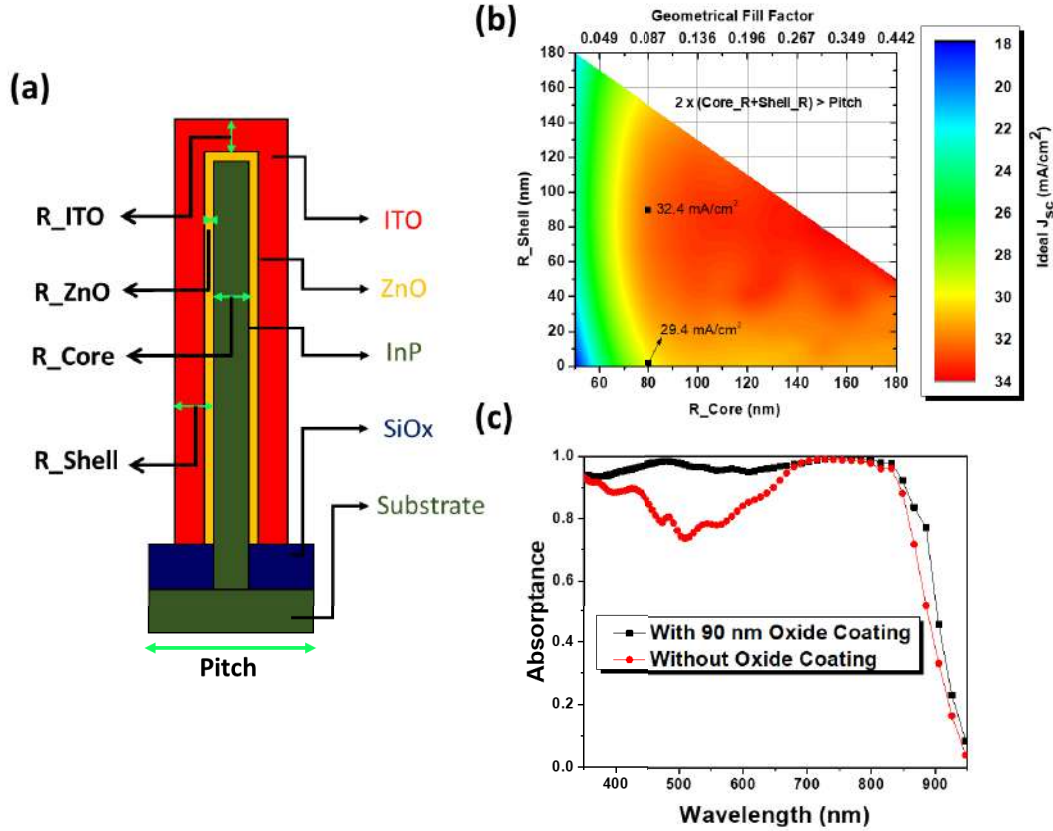 (a)
R_ITO
R_ZnO
R_Core
R_Shell
ITO
ZnO
InP
SiOx
Substrate
Pitch
(b)
Geometrical Fill Factor
0.049 0.087 0.136 0.196 0.267 0.349 0.442
180
160
140
120
100
80
60
40
20
0
R_Shell (nm)
2 x (Core_R+Shell_R) > Pitch
32.4 mA/cm²
29.4 mA/cm²
60 80 100 120 140 160 180
R_Core (nm)
18
20
22
24
26
28
30
32
34
Ideal Jsc (mA/cm²)
(c)
1.0
0.8
0.6
0.4
0.2
0.0
Absorptance
With 90 nm Oxide Coating
Without Oxide Coating
400 500 600 700 800 900
Wavelength (nm)